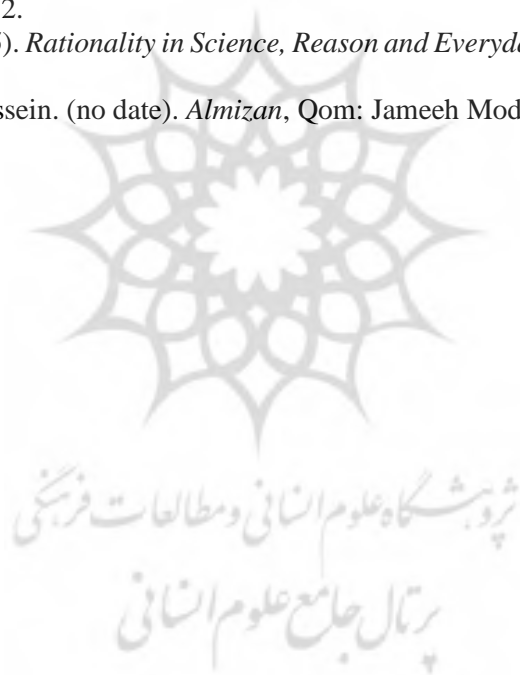 2.
). Rationality in Science, Reason and Everyda
ssein. (no date). Almizan, Qom: Jameeh Mod
پژوهشگاه علوم انسانی و مطالعات فرهنگی
پرتال جامع علوم انسانی